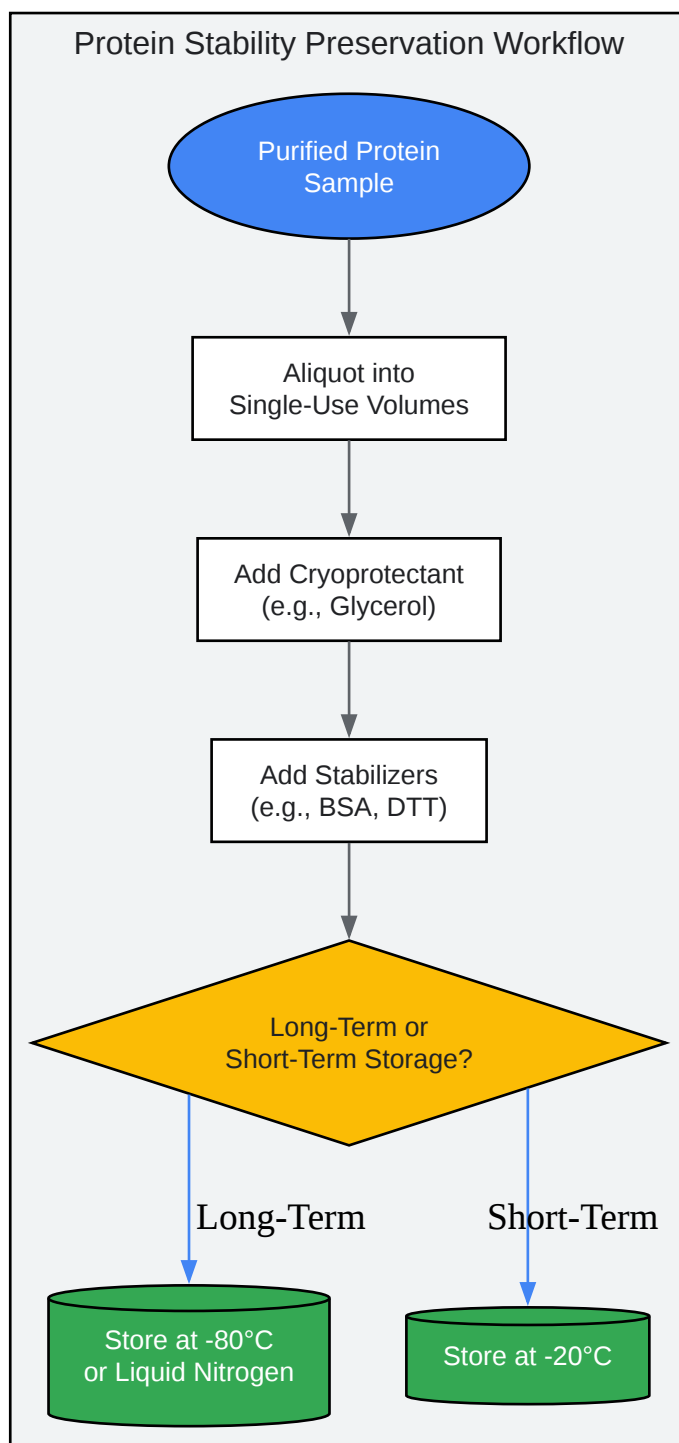 Protein Stability Preservation Workflow
Purified Protein
Sample
Aliquot into
Single-Use Volumes
Add Cryoprotectant
(e.g., Glycerol)
Add Stabilizers
(e.g., BSA, DTT)
Long-Term or
Short-Term Storage?
Long-Term
Short-Term
Store at -80°C
or Liquid Nitrogen
Store at -20°C